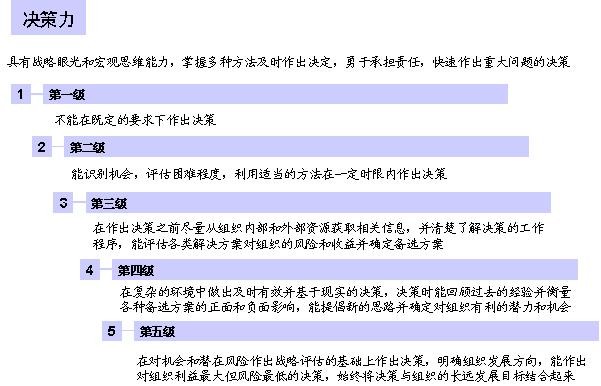 决策力
具有战略眼光和宏观思维能力，掌握多种方法及时作出决定，勇于承担责任，快速作出重大问题的决策
1 第一级
不能在既定的要求下作出决策
2 第二级
能识别机会，评估困难程度，利用适当的方法在一定时限内作出决策
3 第三级
在作出决策之前尽量从组织内部和外部资源获取相关信息，并清楚了解决策的工作
程序，能评估各类解决方案对组织的风险和收益并确定备选方案
4 第四级
在复杂的环境中做出及时有效并基于现实的决策，决策时能回顾过去的经验并衡量
各种备选方案的正面和负面影响，能提倡新的思路并确定对组织有利的潜力和机会
5 第五级
在对机会和潜在风险作出战略评估的基础上作出决策，明确组织发展方向，能作出
对组织利益最大但风险最低的决策，始终将决策与组织的长远发展目标结合起来